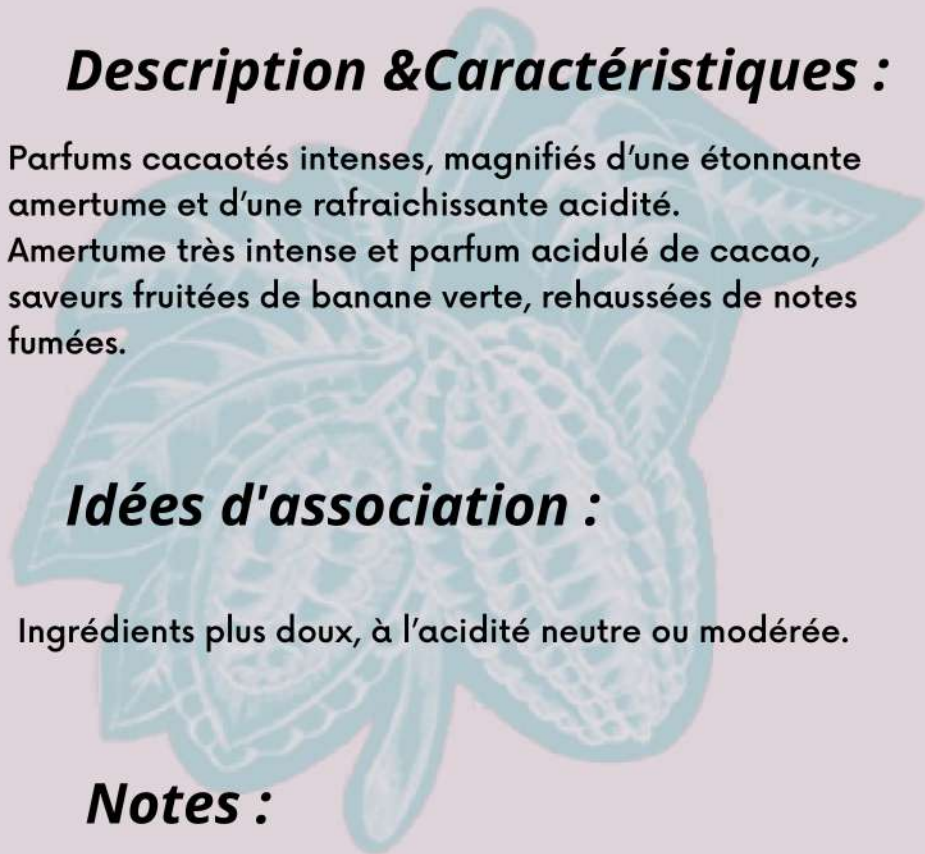 Description &Caractéristiques :
Parfums cacaotés intenses, magnifiés d’une étonnante
amertume et d’une rafraichissante acidité.
Amertume très intense et parfum acidulé de cacao,
saveurs fruitées de banane verte, rehaussées de notes
fumées.
Idées d'association :
Ingrédients plus doux, à l’acidité neutre ou modérée.
Notes :